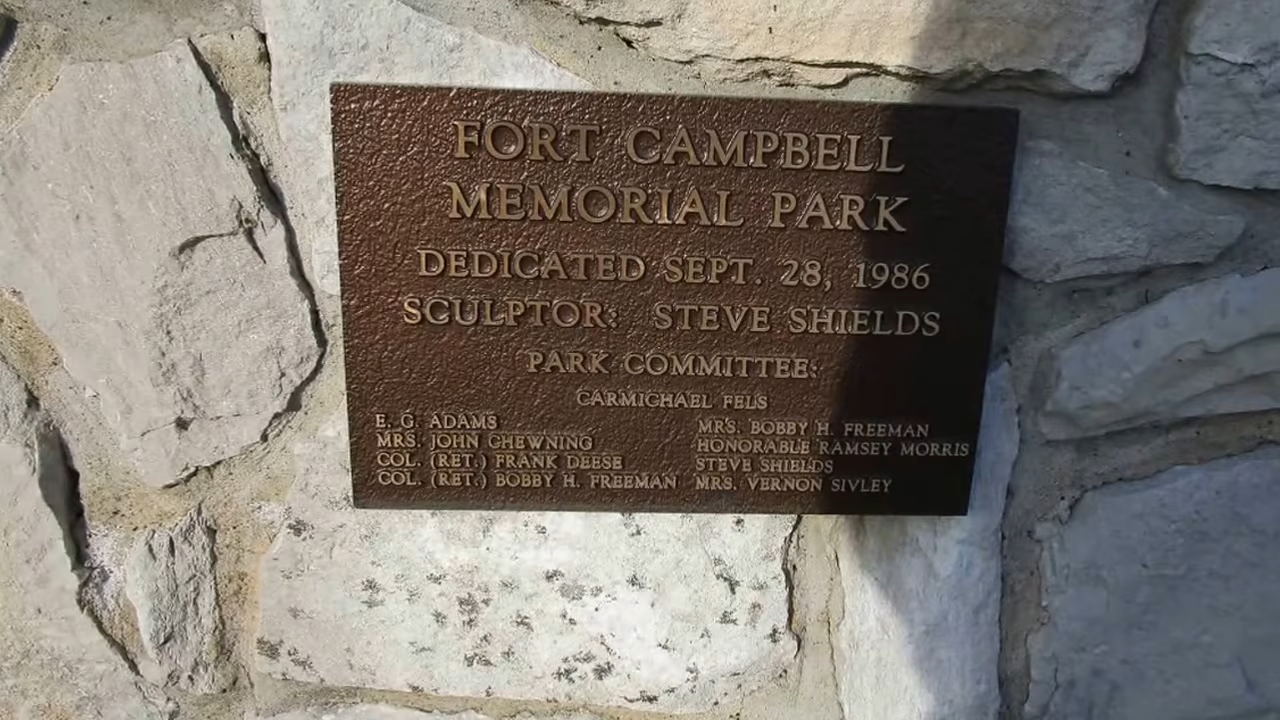 FORT CAMPBELL
MEMORIAL PARK
DEDICATED SEPT. 28, 1986
SCULPTOR: STEVE SHIELDS
PARK COMMITTEE:
CARMICHAEL FELS
E. G. ADAMS
MRS. JOHN CHEWNING
COL. (RET.) FRANK DEESE
COL. (RET.) BOBBY H. FREEMAN
MRS. BOBBY H. FREEMAN
HONORABLE RAMSEY MORRIS
STEVE SHIELDS
MRS. VERNON SIVLEY